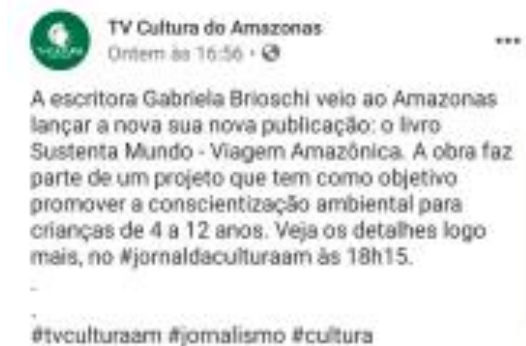 TV CULTURA
TV Cultura do Amazonas
Ontem às 16:56 ·
A escritora Gabriela Brioschi veio ao Amazonas
lançar a nova sua nova publicação: o livro
Sustenta Mundo - Viagem Amazônica. A obra faz
parte de um projeto que tem como objetivo
promover a conscientização ambiental para
crianças de 4 a 12 anos. Veja os detalhes logo
mais, no #jornaldaculturaam às 18h15.
.
.
#tvculturaam #jornalismo #cultura